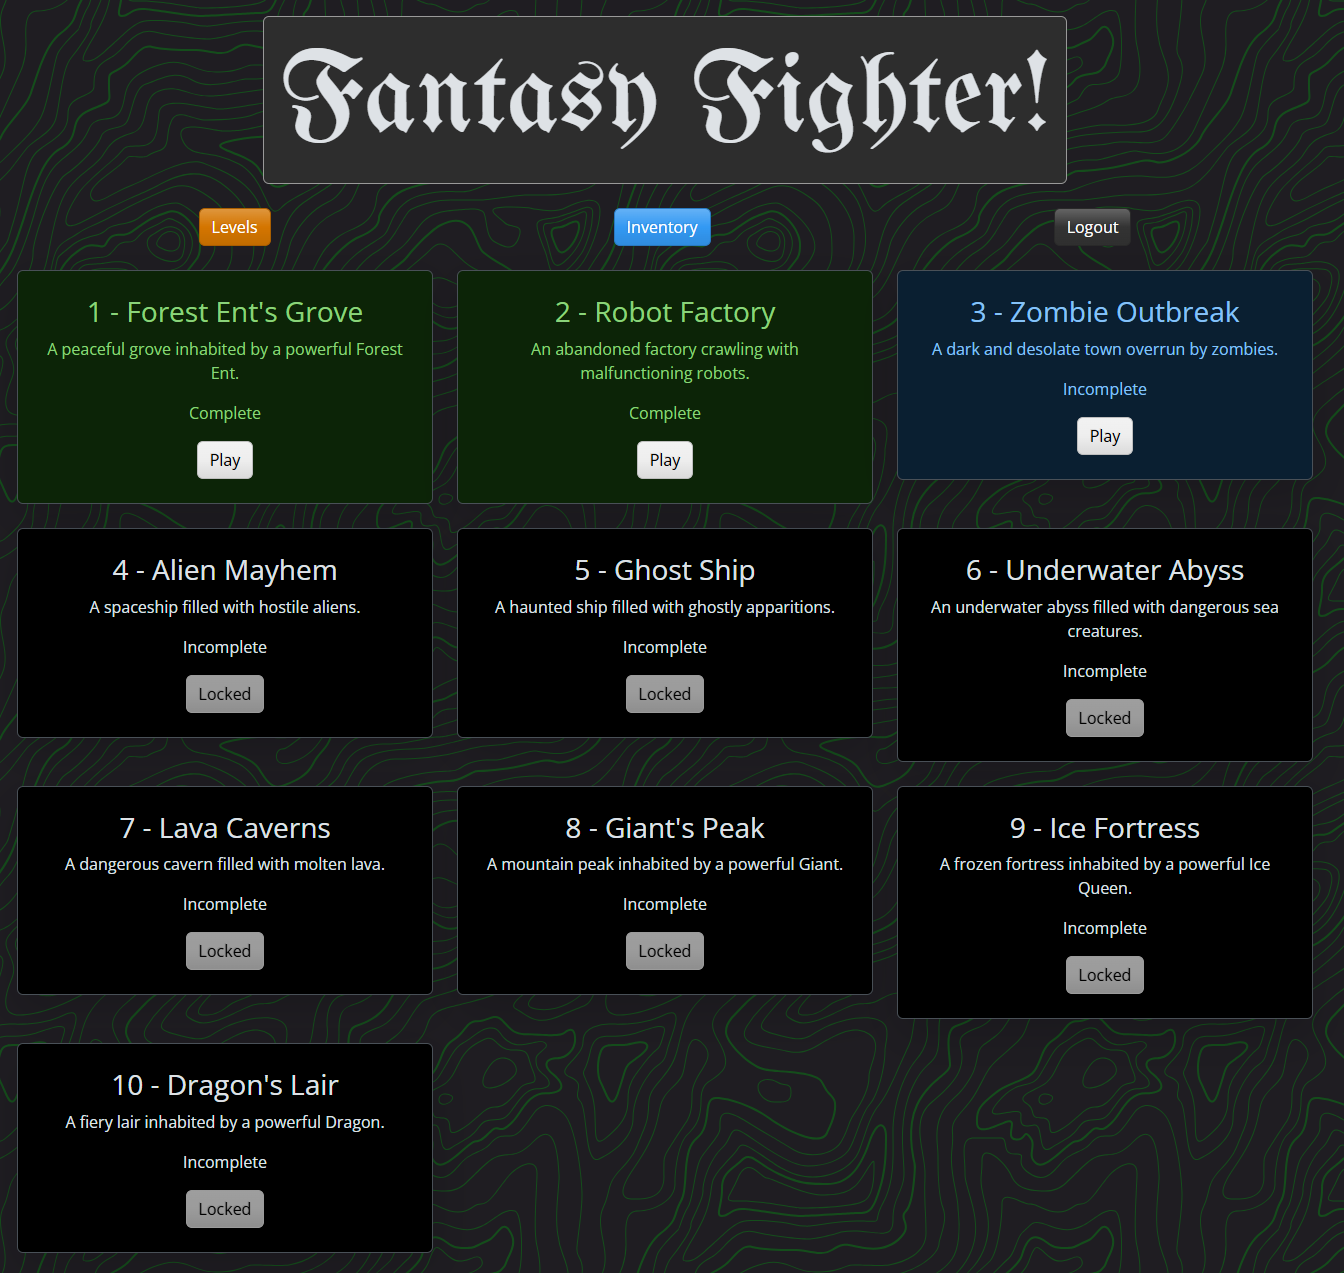 Fantasy Fighter!
Levels
Inventory
Logout
1 - Forest Ent's Grove
A peaceful grove inhabited by a powerful Forest
Ent.
Complete
Play
2 - Robot Factory
An abandoned factory crawling with
malfunctioning robots.
Complete
Play
3 - Zombie Outbreak
A dark and desolate town overrun by zombies.
Incomplete
Play
4 - Alien Mayhem
A spaceship filled with hostile aliens.
Incomplete
Locked
5 - Ghost Ship
A haunted ship filled with ghostly apparitions.
Incomplete
Locked
6 - Underwater Abyss
An underwater abyss filled with dangerous sea
creatures.
Incomplete
Locked
7 - Lava Caverns
A dangerous cavern filled with molten lava.
Incomplete
Locked
8 - Giant's Peak
A mountain peak inhabited by a powerful Giant.
Incomplete
Locked
9 - Ice Fortress
A frozen fortress inhabited by a powerful Ice
Queen.
Incomplete
Locked
10 - Dragon's Lair
A fiery lair inhabited by a powerful Dragon.
Incomplete
Locked